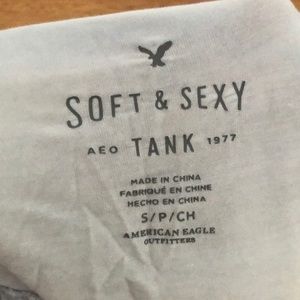 SOFT & SEXY
AEO TANK 1977
MADE IN CHINA
FABRIQUÉ EN CHINE
HECHO EN CHINA
S/P/CH
AMERICAN EAGLE
OUTFITTERS